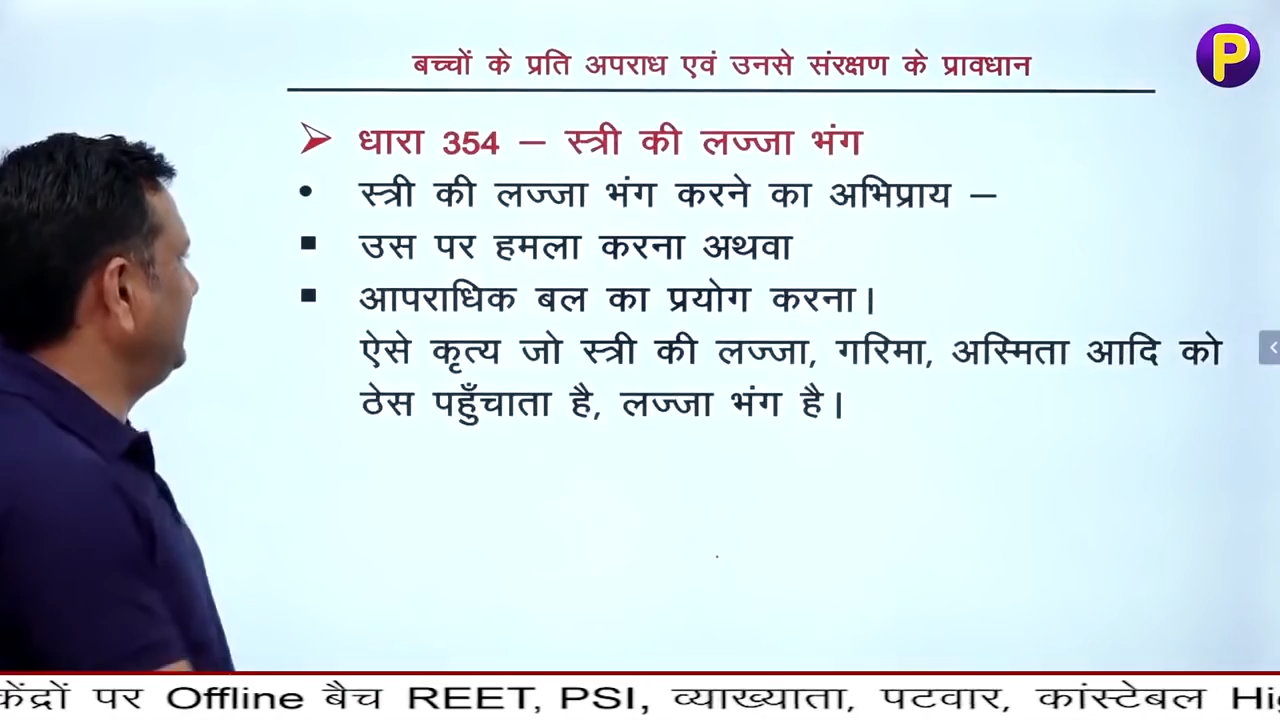 P
बच्चों के प्रति अपराध एवं उनसे संरक्षण के प्रावधान
धारा 354 – स्त्री की लज्जा भंग
स्त्री की लज्जा भंग करने का अभिप्राय –
उस पर हमला करना अथवा
आपराधिक बल का प्रयोग करना।
ऐसे कृत्य जो स्त्री की लज्जा, गरिमा, अस्मिता आदि को
ठेस पहुँचाता है, लज्जा भंग है।
केंद्रों पर Offline बैच REET, PSI, व्याख्याता, पटवार, कांस्टेबल